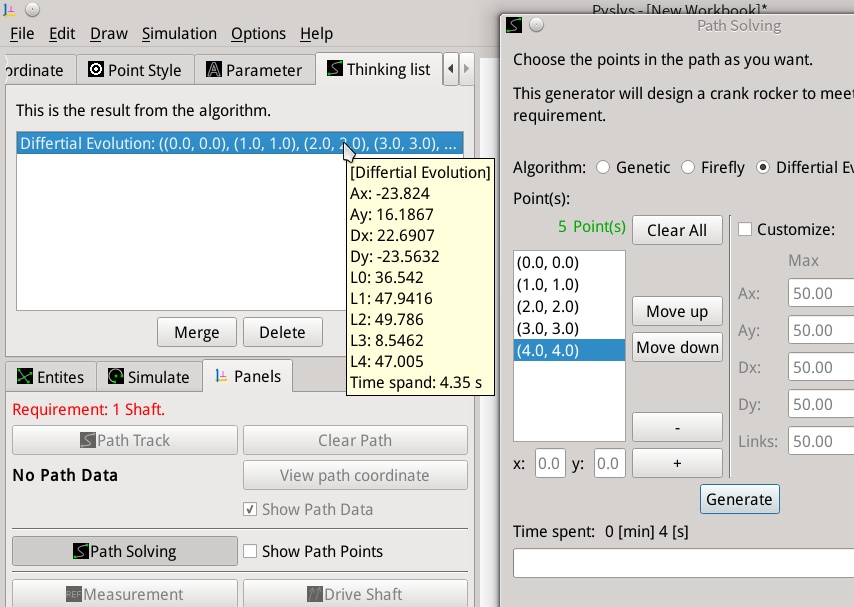 Pyslvs - [New Workbook]*
File Edit Draw Simulation Options Help
ordinate Point Style Parameter Thinking list
This is the result from the algorithm.
Differtial Evolution: ((0.0, 0.0), (1.0, 1.0), (2.0, 2.0), (3.0, 3.0), ...
[Differtial Evolution]
Ax: -23.824
Ay: 16.1867
Dx: 22.6907
Dy: -23.5632
L0: 36.542
L1: 47.9416
L2: 49.786
L3: 8.5462
L4: 47.005
Time spand: 4.35 s
Merge Delete
Entites Simulate Panels
Requirement: 1 Shaft.
Path Track Clear Path
No Path Data View path coordinate
Show Path Data
Path Solving Show Path Points
REF Measurement Drive Shaft
Path Solving
Choose the points in the path as you want.
This generator will design a crank rocker to meet
requirement.
Algorithm: Genetic Firefly Differtial Ev
Point(s):
5 Point(s) Clear All
(0.0, 0.0)
(1.0, 1.0)
(2.0, 2.0)
(3.0, 3.0)
(4.0, 4.0)
Move up
Move down
-
+
x: 0.0 y: 0.0
Customize:
Max
Ax: 50.00
Ay: 50.00
Dx: 50.00
Dy: 50.00
Links: 50.00
Generate
Time spent: 0 [min] 4 [s]